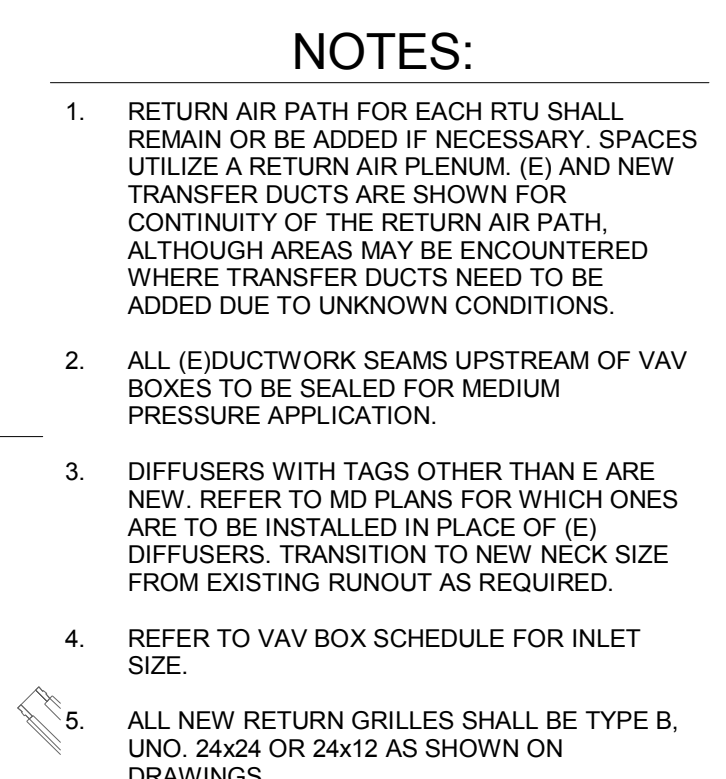 NOTES:
1. RETURN AIR PATH FOR EACH RTU SHALL
REMAIN OR BE ADDED IF NECESSARY. SPACES
UTILIZE A RETURN AIR PLENUM. (E) AND NEW
TRANSFER DUCTS ARE SHOWN FOR
CONTINUITY OF THE RETURN AIR PATH,
ALTHOUGH AREAS MAY BE ENCOUNTERED
WHERE TRANSFER DUCTS NEED TO BE
ADDED DUE TO UNKNOWN CONDITIONS.
2. ALL (E)DUCTWORK SEAMS UPSTREAM OF VAV
BOXES TO BE SEALED FOR MEDIUM
PRESSURE APPLICATION.
3. DIFFUSERS WITH TAGS OTHER THAN E ARE
NEW. REFER TO MD PLANS FOR WHICH ONES
ARE TO BE INSTALLED IN PLACE OF (E)
DIFFUSERS. TRANSITION TO NEW NECK SIZE
FROM EXISTING RUNOUT AS REQUIRED.
4. REFER TO VAV BOX SCHEDULE FOR INLET
SIZE.
5. ALL NEW RETURN GRILLES SHALL BE TYPE B,
UNO. 24x24 OR 24x12 AS SHOWN ON
DRAWINGS